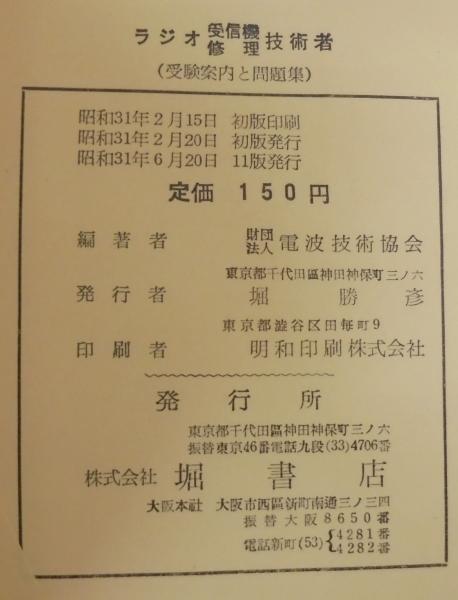 ラジオ受信機修理技術者
(受験案内と問題集)
昭和31年2月15日 初版印刷
昭和31年2月20日 初版発行
昭和31年6月20日 11版発行
定価 150円
編著者 財団法人 電波技術協会
東京都千代田區神田神保町三ノ六
発行者 堀勝彦
東京都澁谷区田毎町9
印刷者 明和印刷株式会社
発行所
東京都千代田區神田神保町三ノ六
振替東京46番電話九段(33)4706番
株式会社 堀書店
大阪本社 大阪市西區新町南通三ノ三四
振替大阪8650番
電話新町(53){4281番
4282番